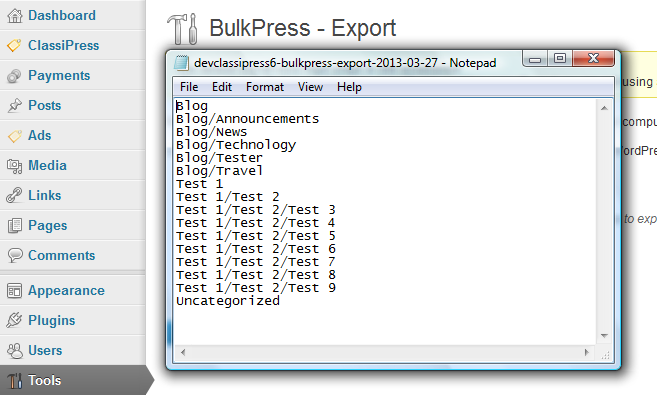 Dashboard
ClassiPress
Payments
Posts
Ads
Media
Links
Pages
Comments
Appearance
Plugins
Users
Tools
BulkPress - Export
devclassipress6-bulkpress-export-2013-03-27 - Notepad
File Edit Format View Help
Blog
Blog/Announcements
Blog/News
Blog/Technology
Blog/Tester
Blog/Travel
Test 1
Test 1/Test 2
Test 1/Test 2/Test 3
Test 1/Test 2/Test 4
Test 1/Test 2/Test 5
Test 1/Test 2/Test 6
Test 1/Test 2/Test 7
Test 1/Test 2/Test 8
Test 1/Test 2/Test 9
Uncategorized
using
compu
ordPre
to exp